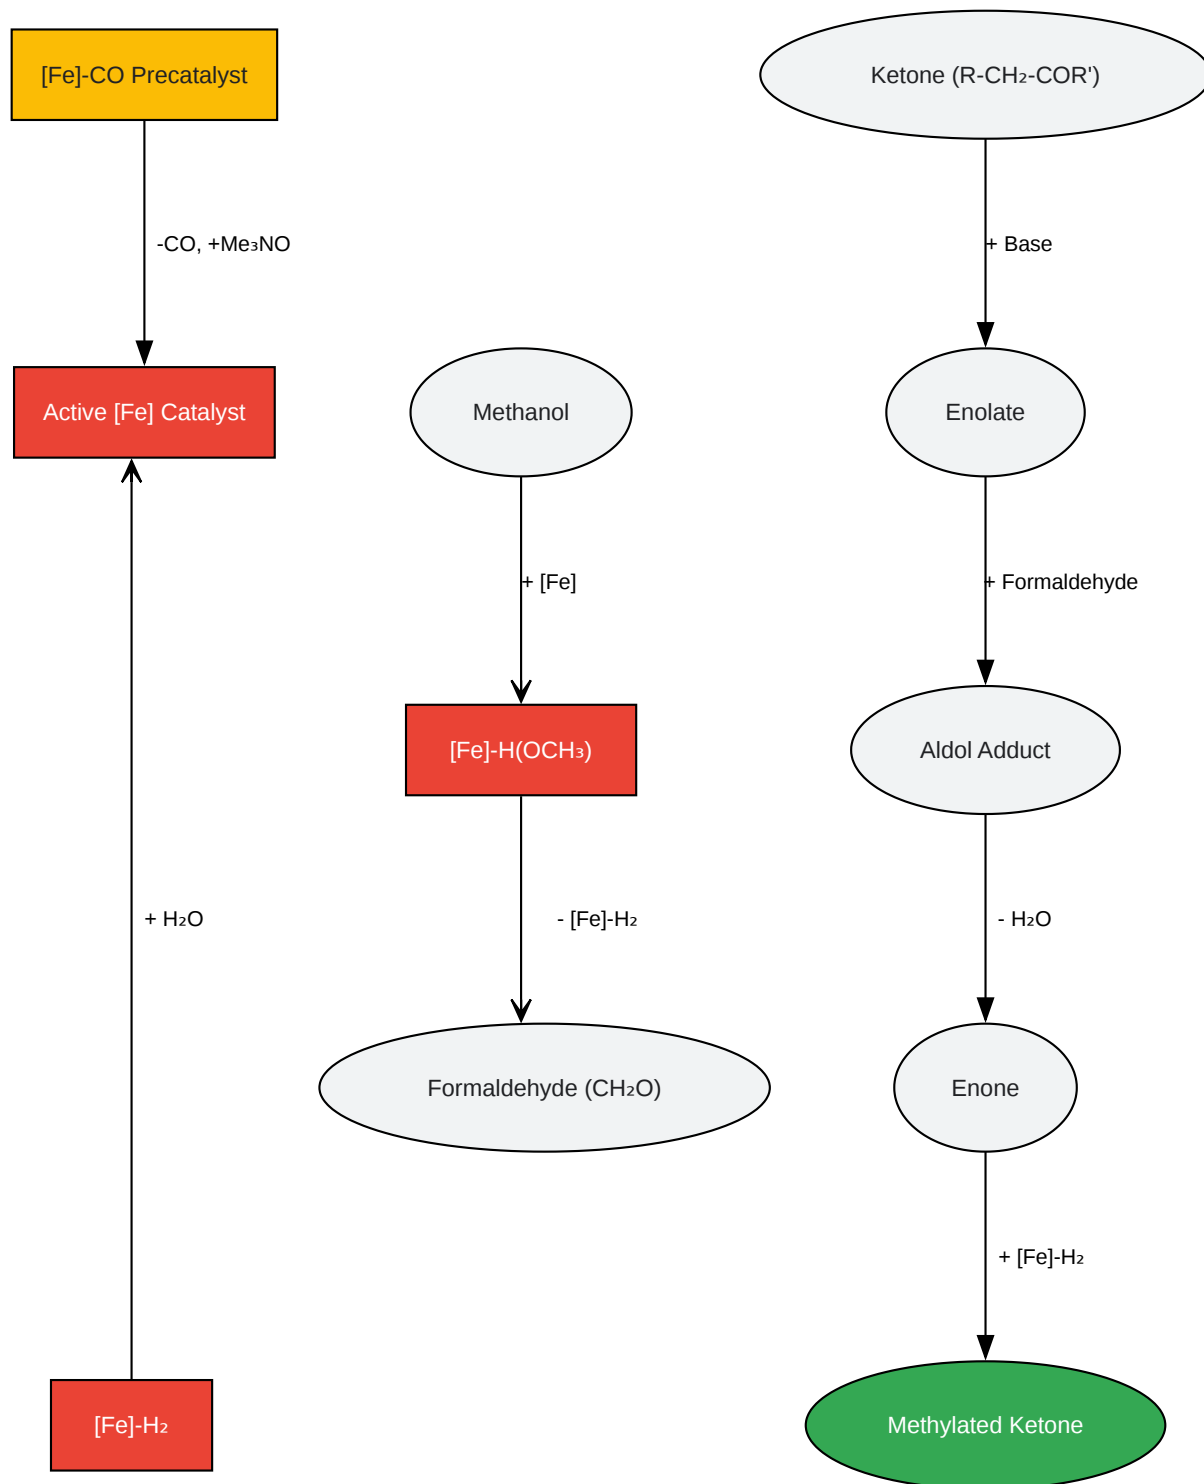 [Fe]-CO Precatalyst
Ketone (R-CH₂-COR')
-CO, +Me₃NO
+ Base
Active [Fe] Catalyst
Methanol
Enolate
+ [Fe]
+ Formaldehyde
[Fe]-H(OCH₃)
Aldol Adduct
+ H₂O
- [Fe]-H₂
- H₂O
Formaldehyde (CH₂O)
Enone
+ [Fe]-H₂
[Fe]-H₂
Methylated Ketone